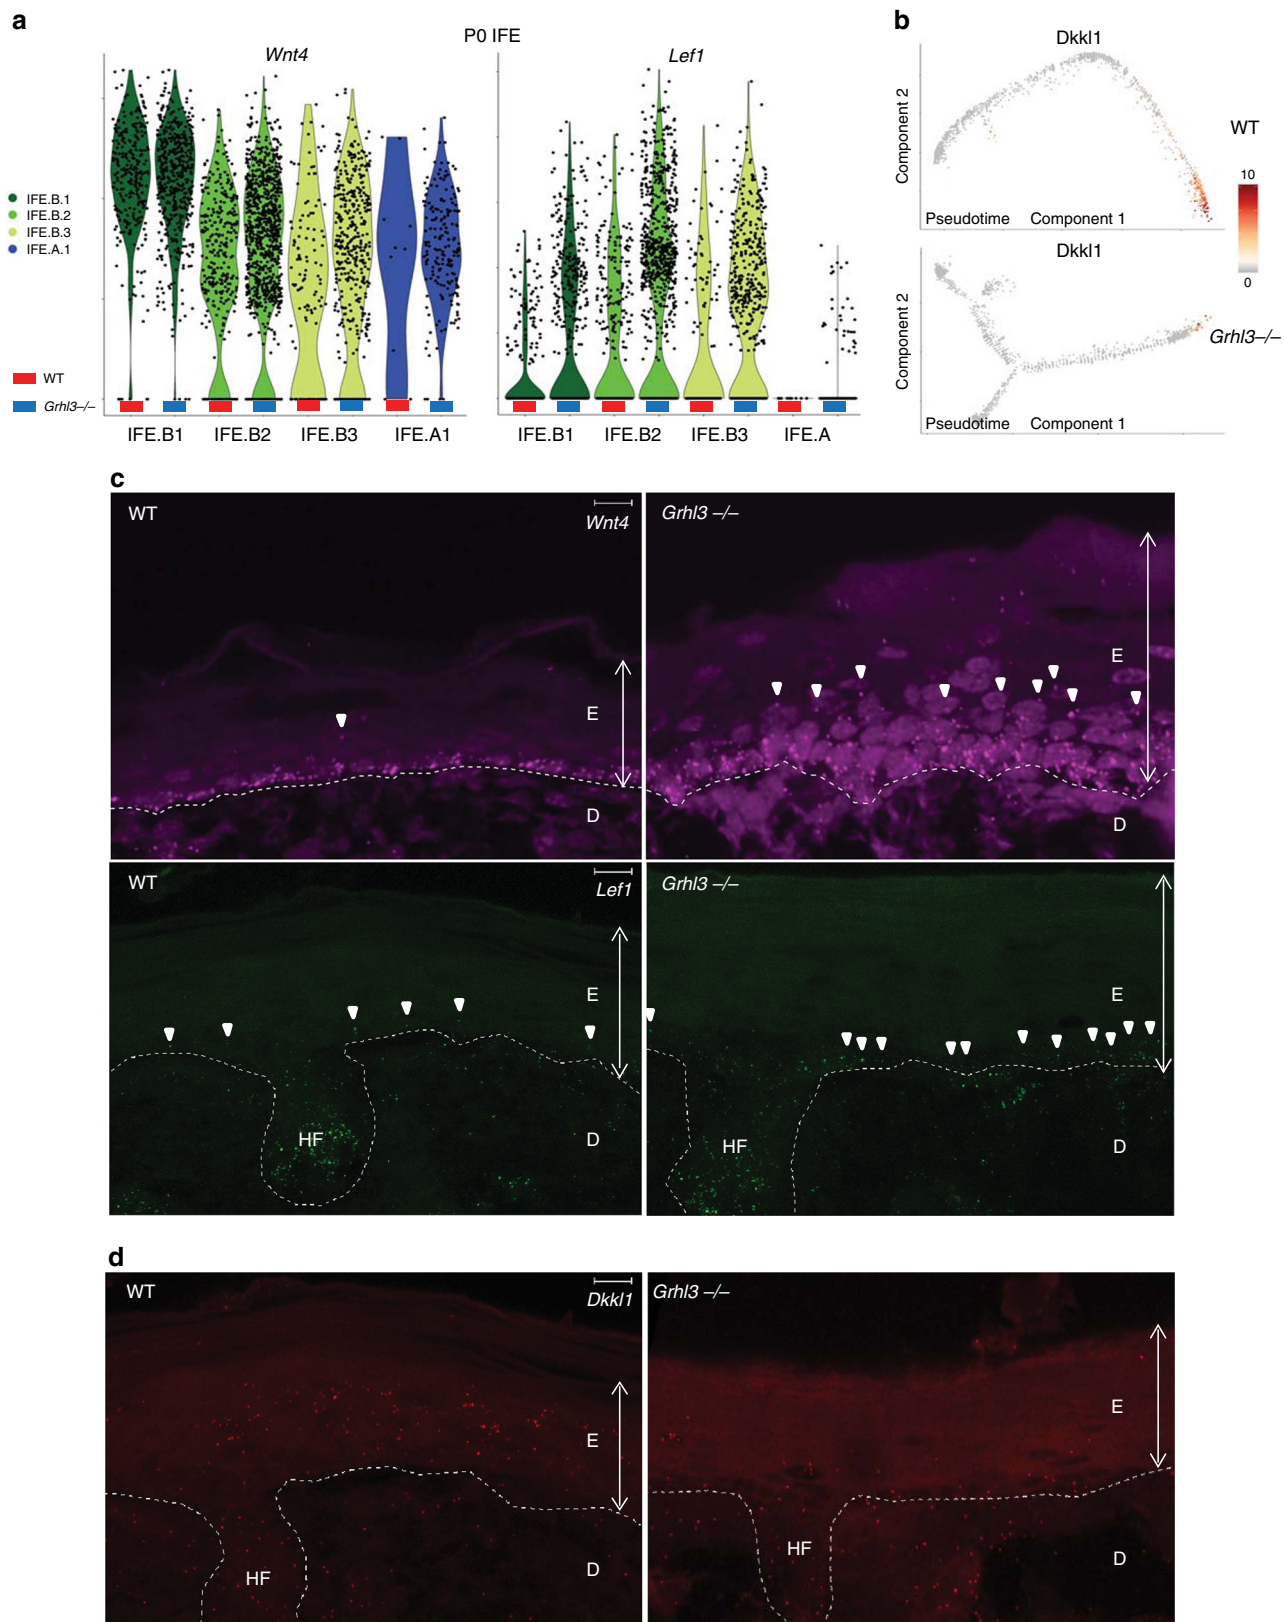 a
P0 IFE
Wnt4
Lef1
IFE.B.1
IFE.B.2
IFE.B.3
IFE.A.1
WT
Grhl3–/–
IFE.B1
IFE.B2
IFE.B3
IFE.A1
IFE.B1
IFE.B2
IFE.B3
IFE.A
b
Dkkl1
Component 2
Pseudotime
Component 1
WT
10
0
Dkkl1
Component 2
Pseudotime
Component 1
Grhl3–/–
c
WT
Wnt4
E
D
Grhl3 –/–
E
D
WT
Lef1
E
HF
D
Grhl3 –/–
E
HF
D
d
WT
Dkkl1
E
HF
D
Grhl3 –/–
E
HF
D